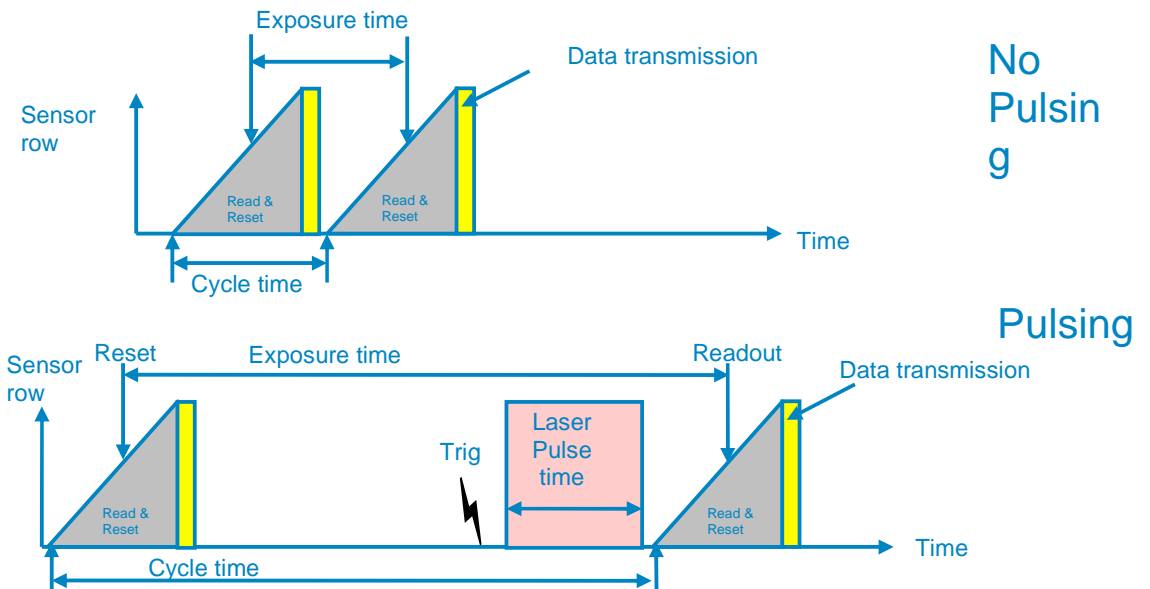 Exposure time
Data transmission
No
Pulsin
g
Sensor
row
Read &
Reset
Read &
Reset
Time
Cycle time
Pulsing
Sensor
row
Reset
Exposure time
Readout
Data transmission
Laser
Pulse
time
Trig
Read &
Reset
Read &
Reset
Time
Cycle time